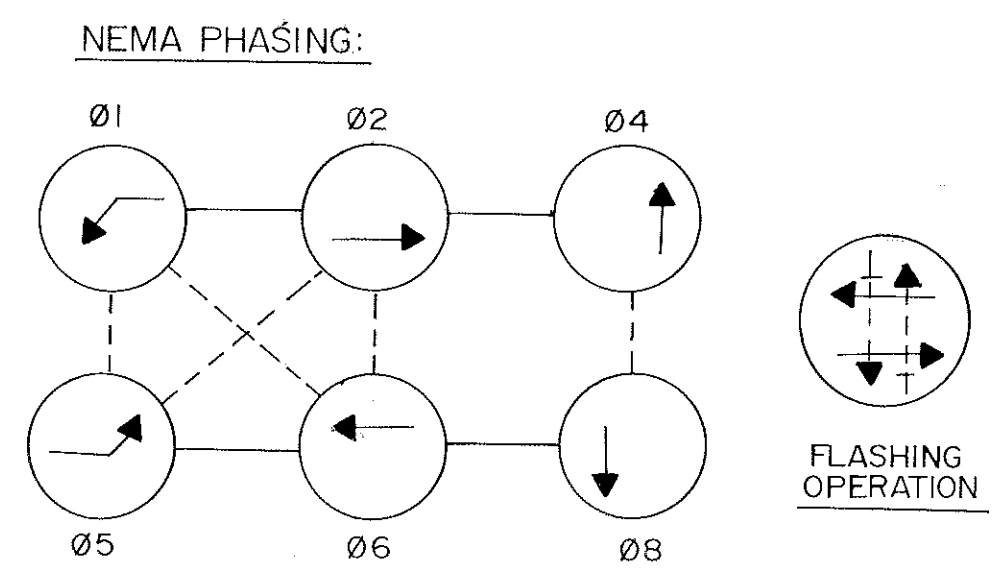 NEMA PHASING:
Ø1
Ø2
Ø4
Ø5
Ø6
Ø8
FLASHING
OPERATION